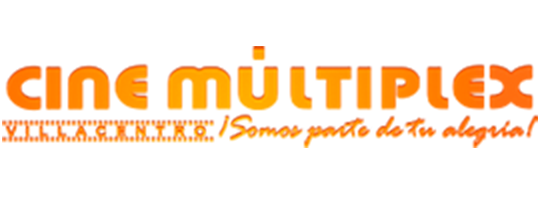 CINE MÚLTIPLEX
VILLACENTRO ¡Somos parte de tu alegría!